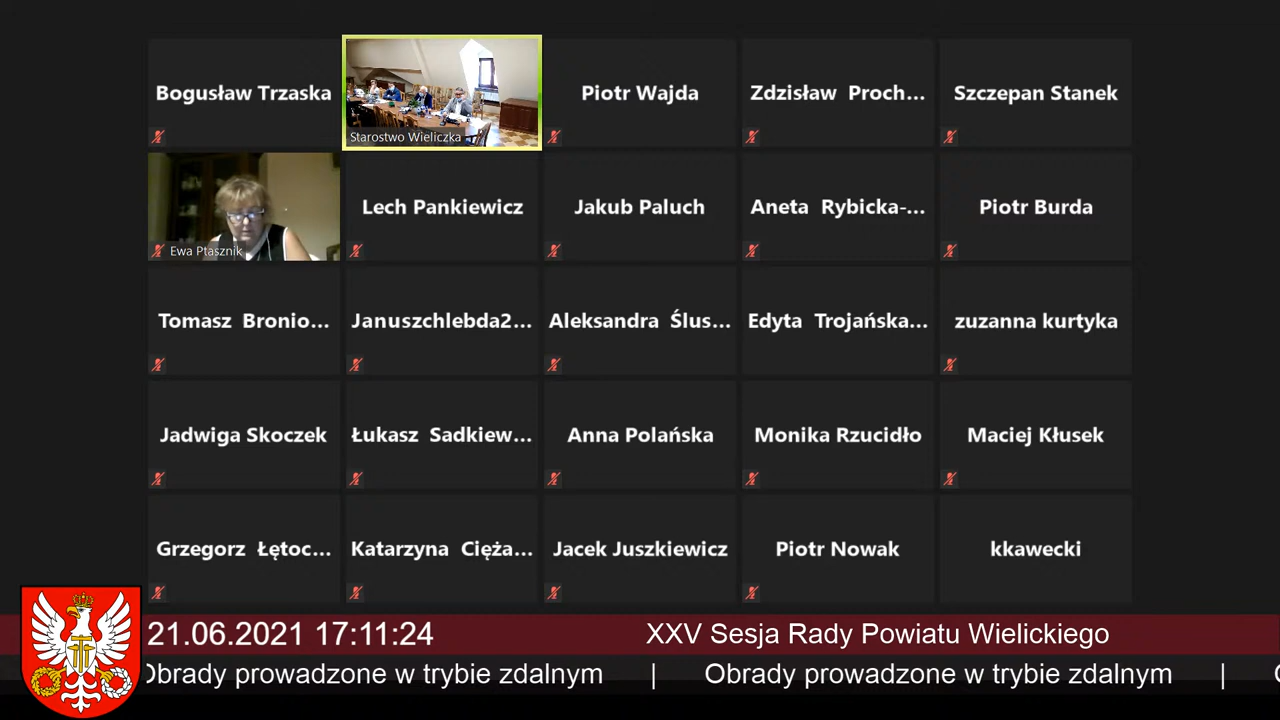 Bogusław Trzaska
Starostwo Wieliczka
Piotr Wajda
Zdzisław Proch...
Szczepan Stanek
Ewa Ptasznik
Lech Pankiewicz
Jakub Paluch
Aneta Rybicka-...
Piotr Burda
Tomasz Bronio...
Januszchlebda2...
Aleksandra Ślus...
Edyta Trojańska...
zuzanna kurtyka
Jadwiga Skoczek
Łukasz Sadkiew...
Anna Polańska
Monika Rzucidło
Maciej Kłusek
Grzegorz Łętoc...
Katarzyna Cięża...
Jacek Juszkiewicz
Piotr Nowak
kkawecki
21.06.2021 17:11:24 XXV Sesja Rady Powiatu Wielickiego
Obrady prowadzone w trybie zdalnym | Obrady prowadzone w trybie zdalnym |